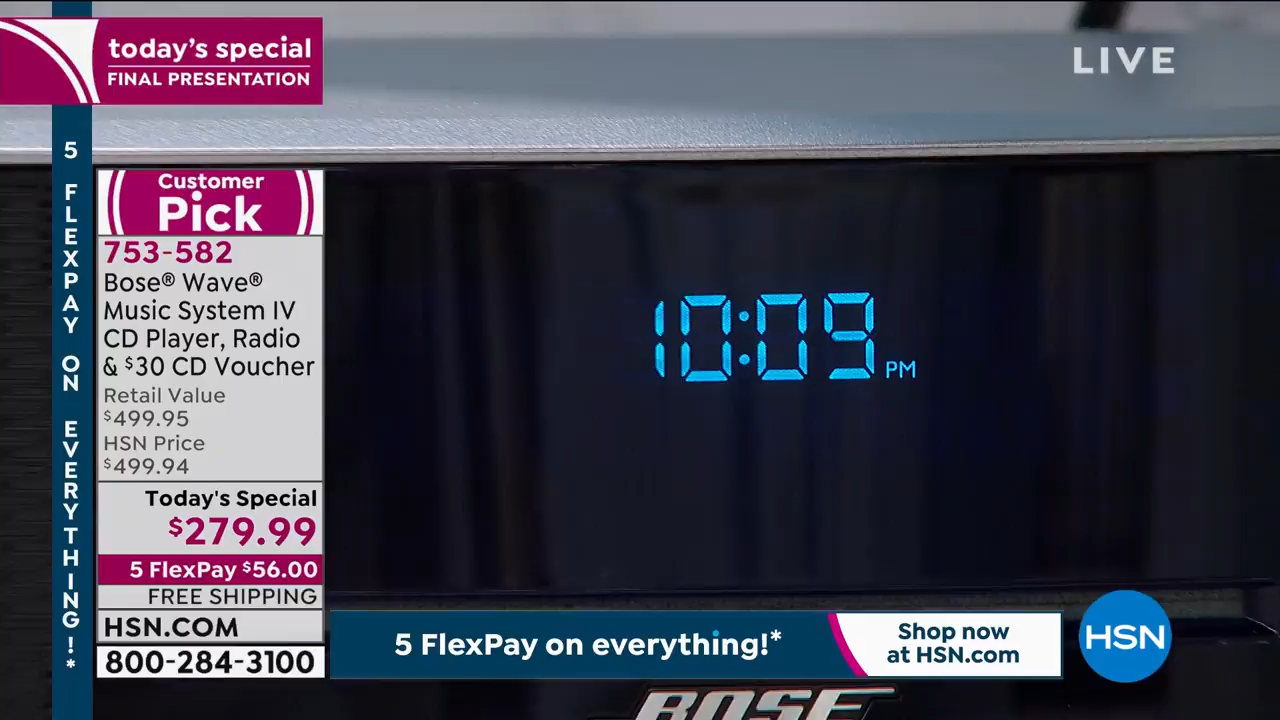 today's special
FINAL PRESENTATION
LIVE
5 FLEXPAY ON EVERYTHING!*
Customer
Pick
753-582
Bose® Wave®
Music System IV
CD Player, Radio
& $30 CD Voucher
Retail Value
$499.95
HSN Price
$499.94
Today's Special
$279.99
5 FlexPay $56.00
FREE SHIPPING
HSN.COM
800-284-3100
10:09 PM
5 FlexPay on everything!*
Shop now
at HSN.com
HSN
BOSE